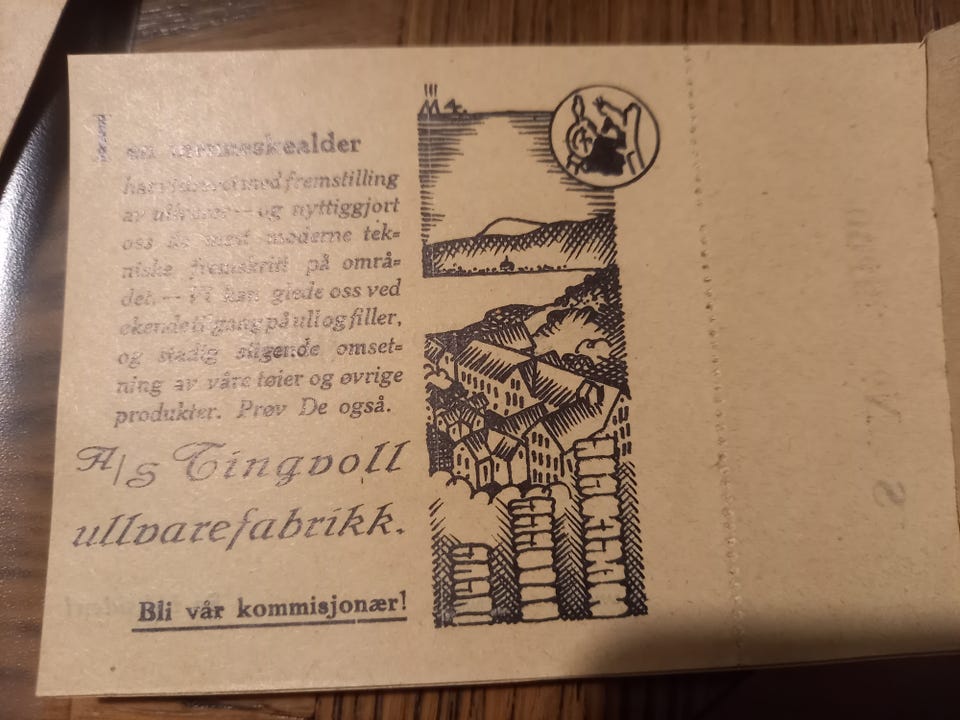 I en menneskealder
har vi drevet med fremstilling
av ullvarer — og nyttiggjort
oss de mest moderne tek=
niske fremskritt på områ=
det. — Vi kan glede oss ved
økende tilgang på ull og filler,
og stadig stigende omset=
ning av våre tøier og øvrige
produkter. Prøv De også.
A/s Tingvoll
ullvarefabrikk.
Bli vår kommisjonær!
M 4.